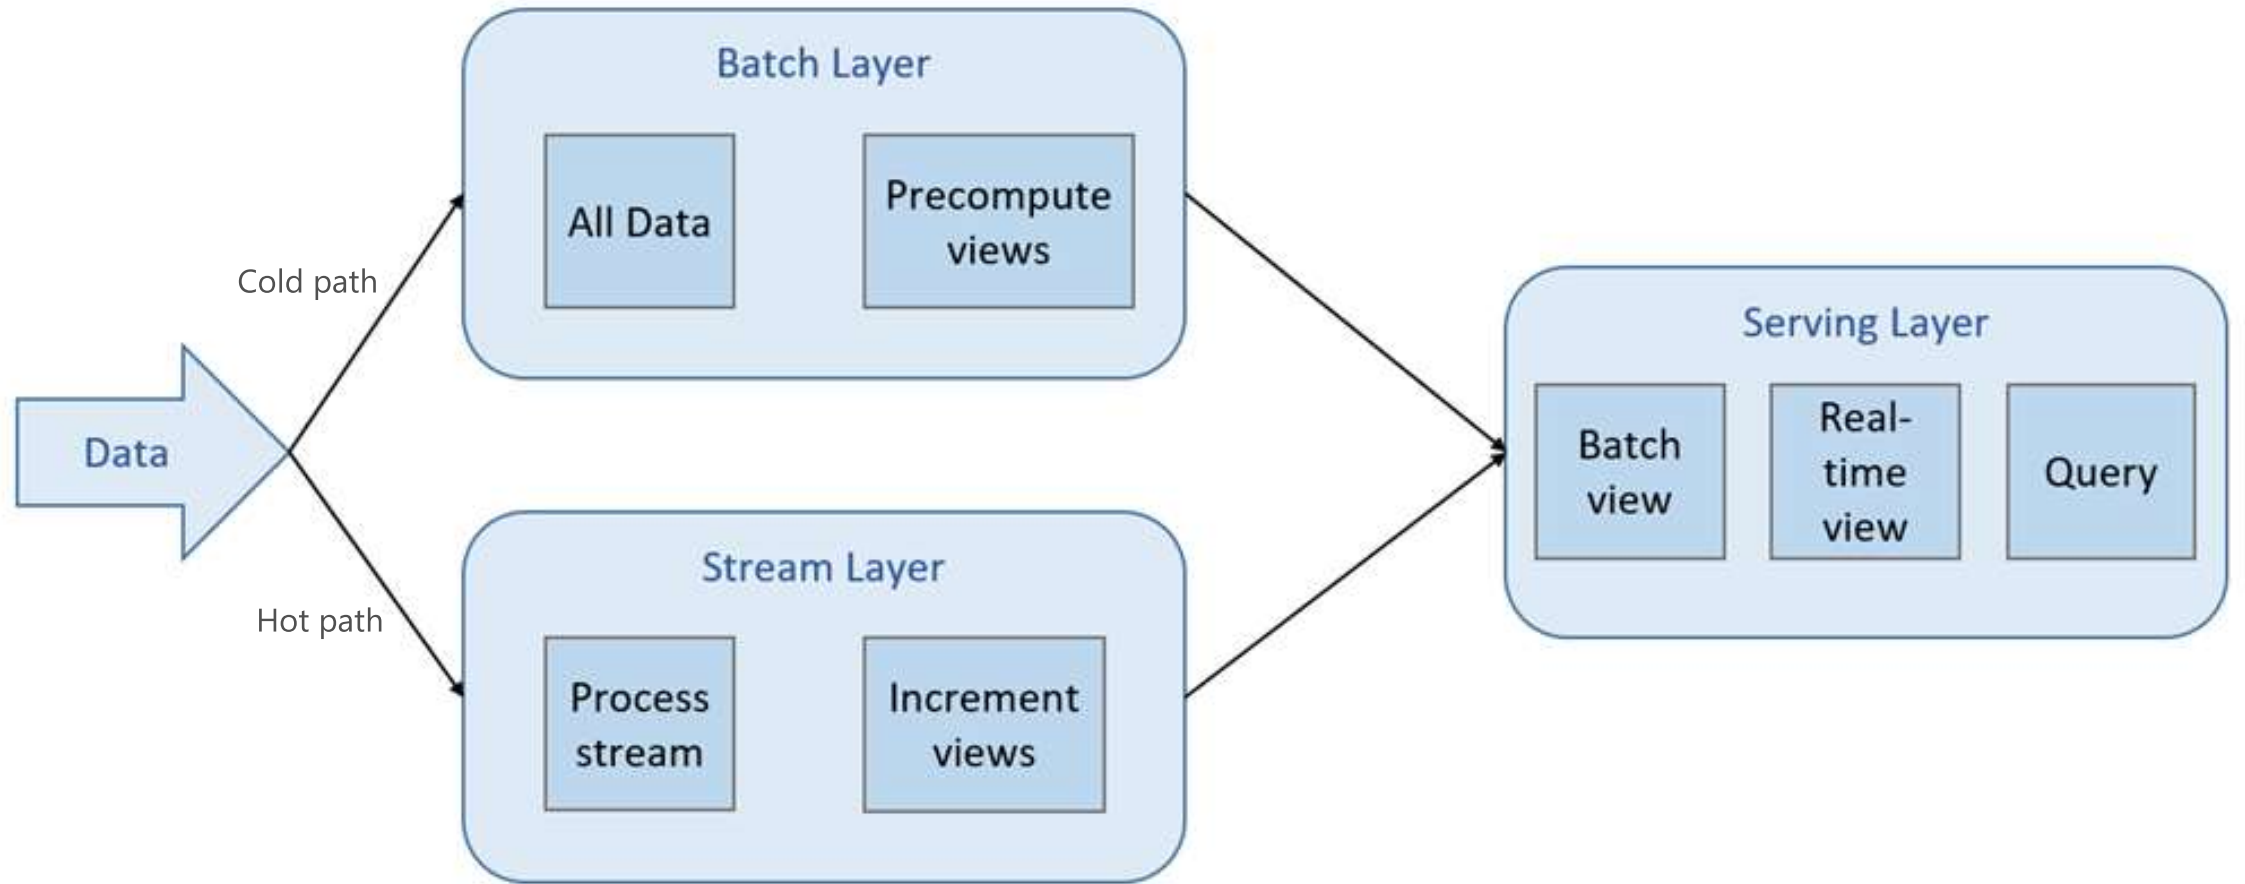 Batch Layer
All Data
Precompute
views
Cold path
Data
Hot path
Stream Layer
Process
stream
Increment
views
Serving Layer
Batch
view
Real-
time
view
Query